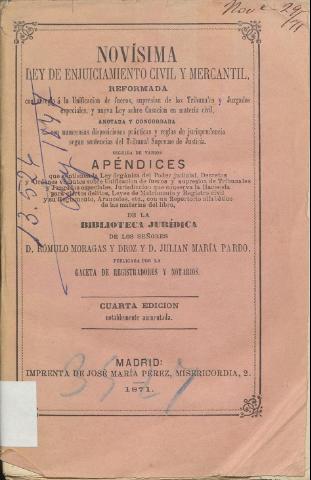 Nov e - 29/71
NOVÍSIMA
LEY DE ENJUICIAMIENTO CIVIL Y MERCANTIL,
REFORMADA
con arreglo á la Unificacion de fueros, supresion de los Tribunales y Juzgados
especiales, y nueva Ley sobre Casacion en materia civil,
ANOTADA Y CONCORDADA
con numerosas disposiciones prácticas y reglas de jurisprudencia
segun sentencias del Tribunal Supremo de Justicia.
SEGUIDA DE VARIOS
APÉNDICES
que contienen la Ley Orgánica del Poder judicial, Decretos
Orgánicos sobre Unificacion de fueros y supresion de Tribunales
y Juzgados especiales, Jurisdiccion que conserva la Hacienda
para ciertos delitos, Leyes de Matrimonio y Registro civil
y su Reglamento, Aranceles, etc., con un Repertorio alfabético
de las materias del libro,
DE LA
BIBLIOTECA JURÍDICA
DE LOS SEÑORES
D. RÓMULO MORAGAS Y DROZ Y D. JULIAN MARÍA PARDO.
PUBLICADA POR LA
GACETA DE REGISTRADORES Y NOTARIOS.
CUARTA EDICION
notablemente aumentada.
MADRID:
IMPRENTA DE JOSÉ MARÍA PEREZ, MISERICORDIA, 2.
1871.